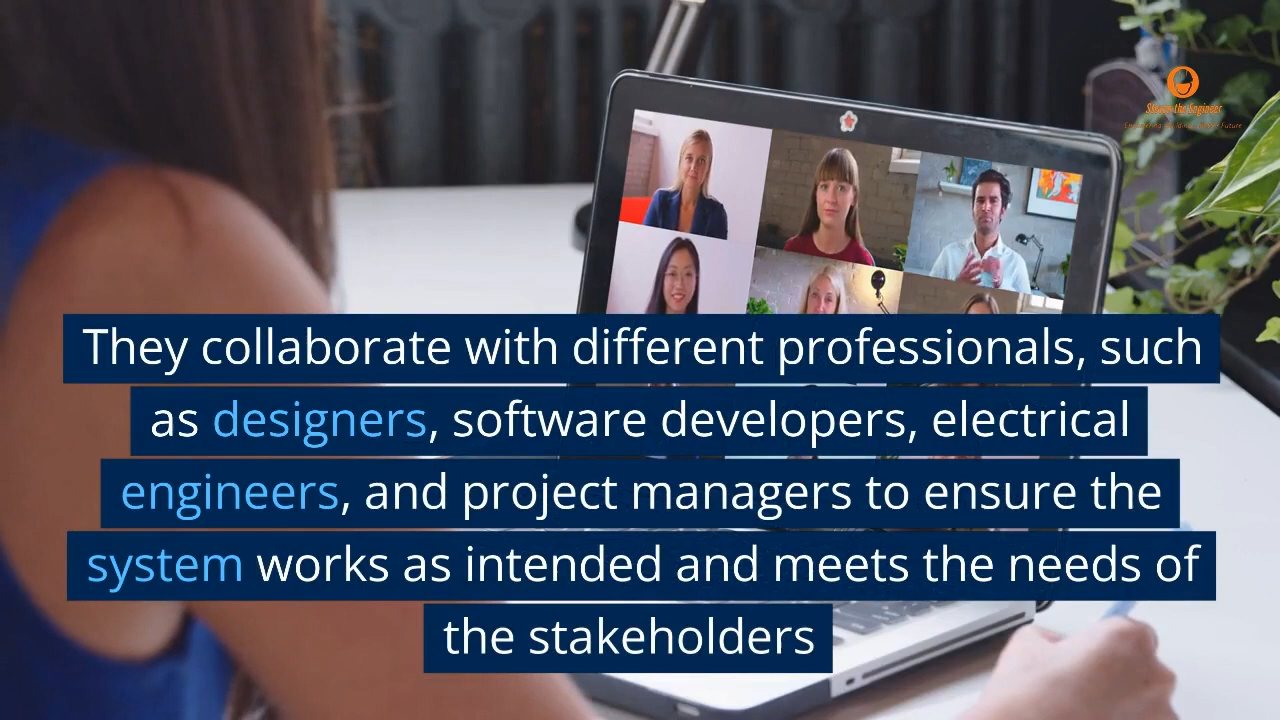 They collaborate with different professionals, such
as designers, software developers, electrical
engineers, and project managers to ensure the
system works as intended and meets the needs of
the stakeholders